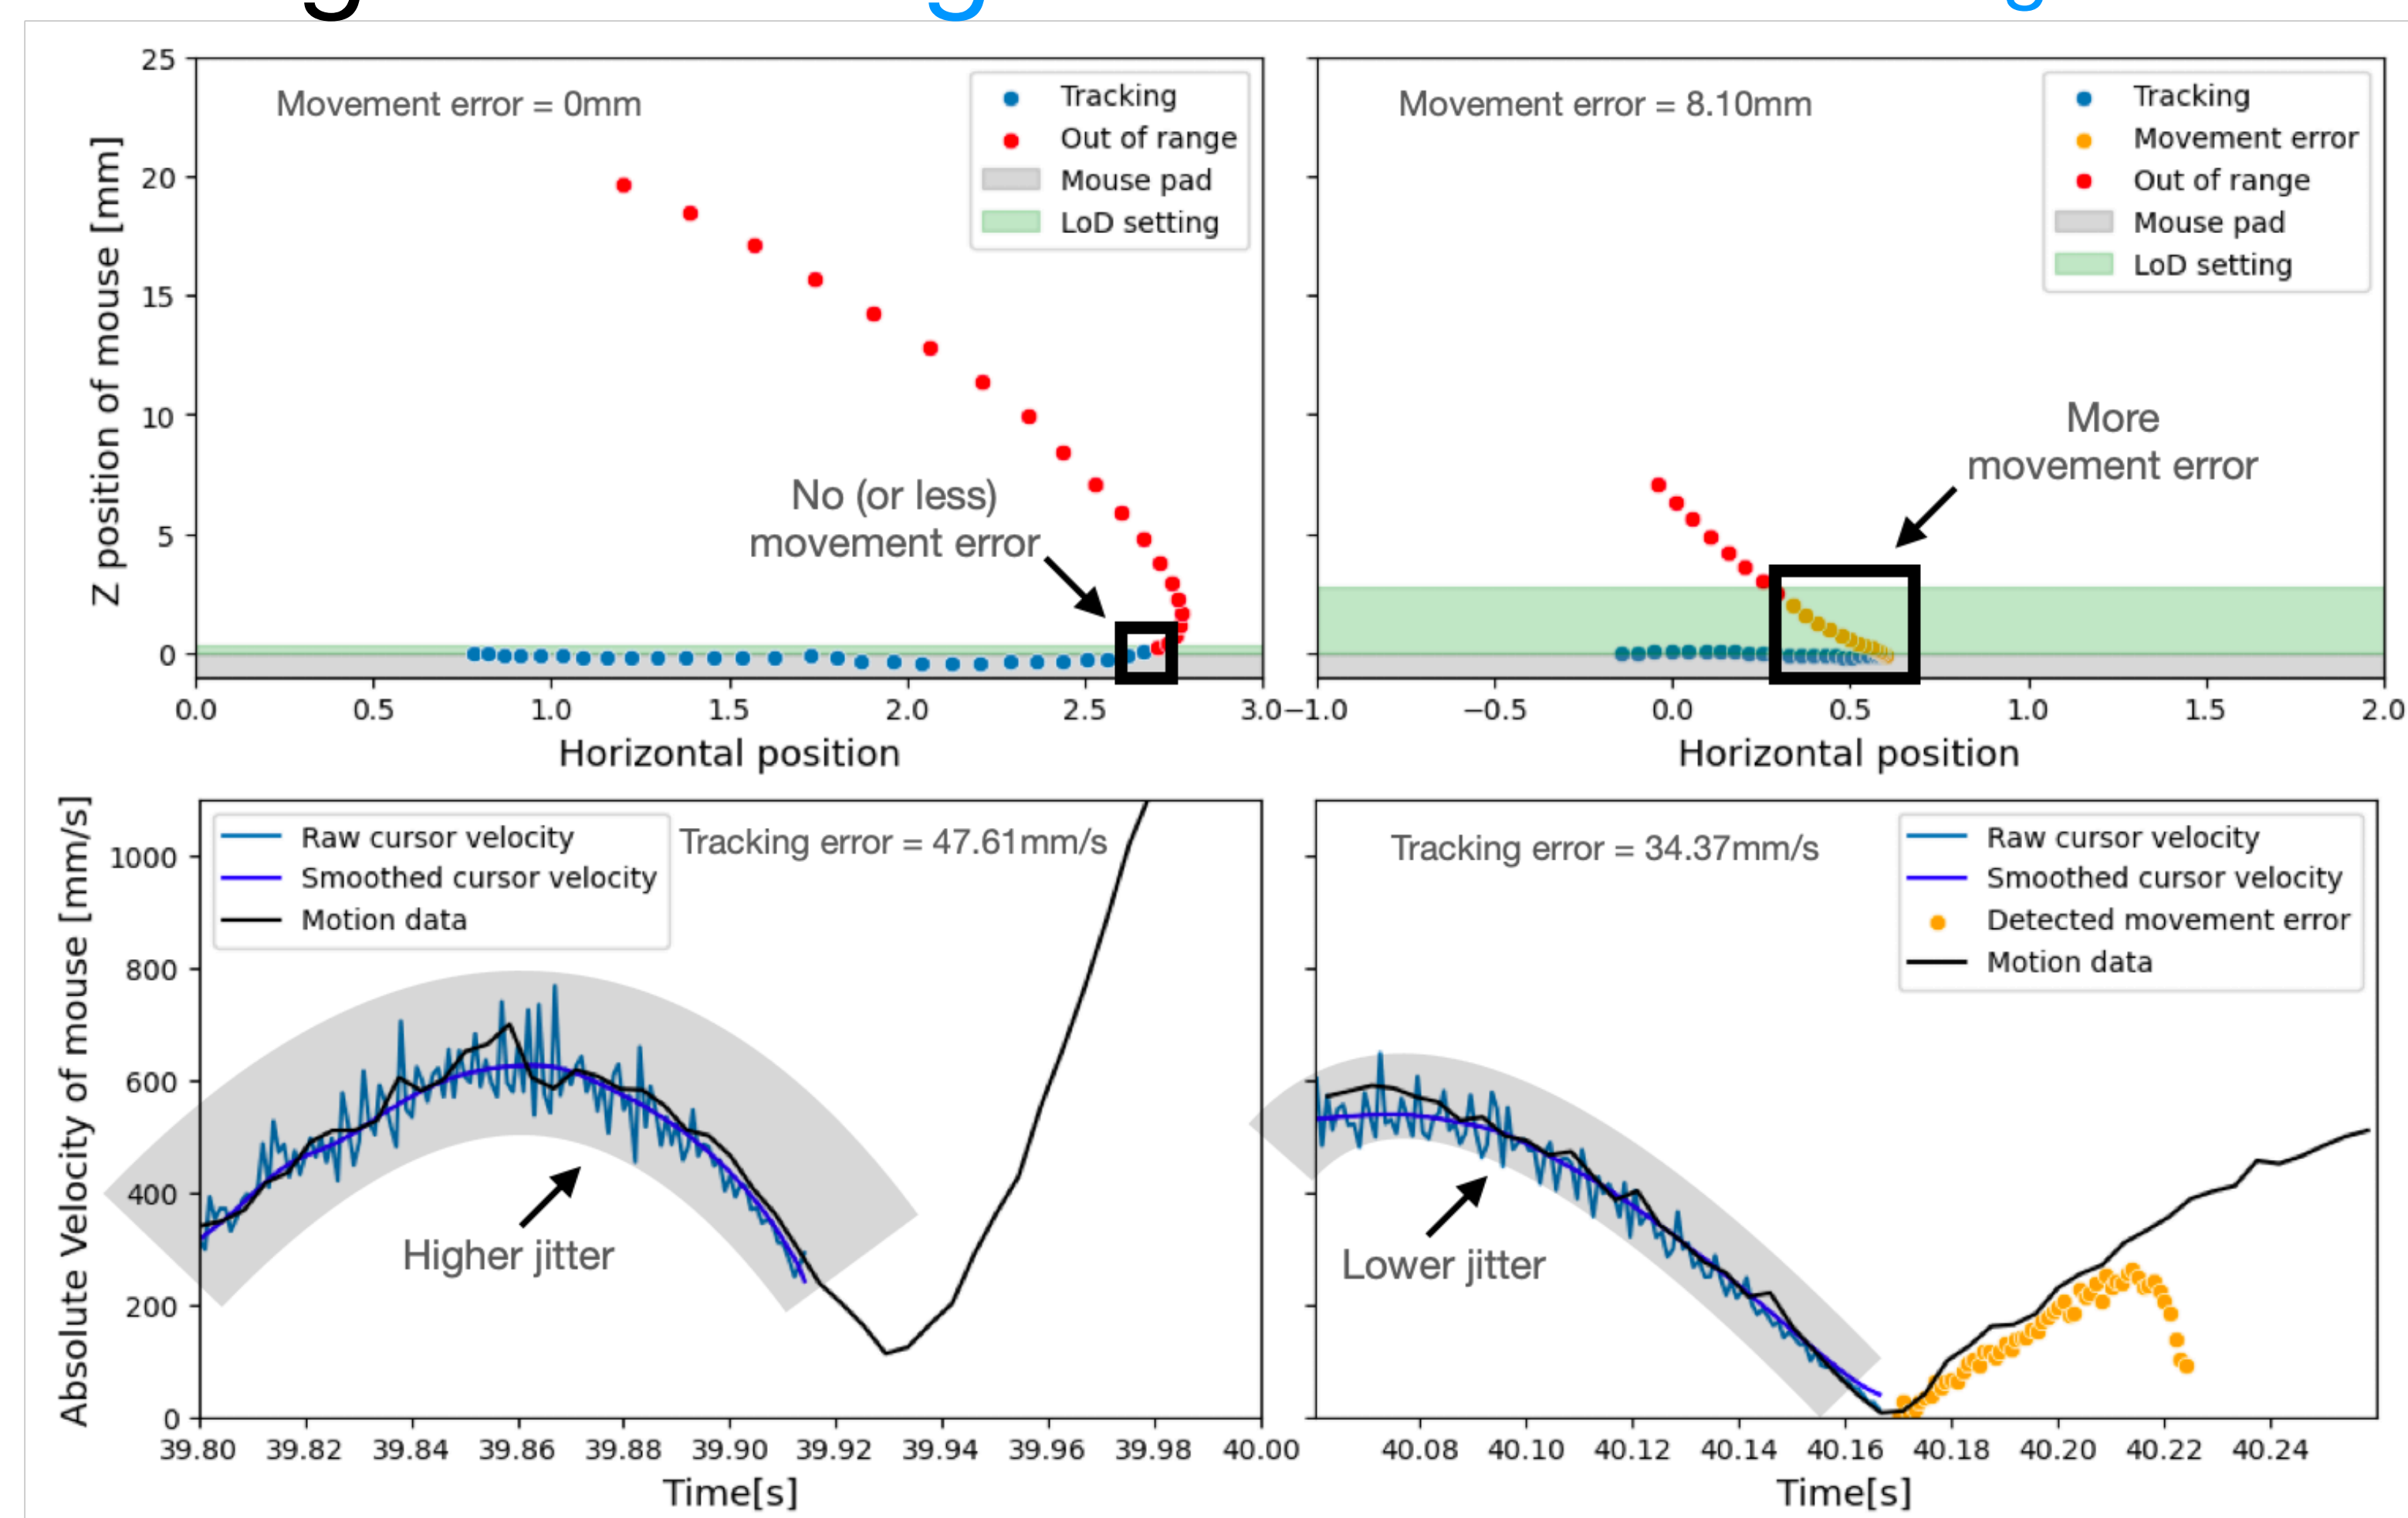 25
20
15
10
5
0
Z position of mouse [mm]
Movement error = 0mm
Tracking
Out of range
Mouse pad
LoD setting
No (or less)
movement error
0.0 0.5 1.0 1.5 2.0 2.5 3.0
Horizontal position
Movement error = 8.10mm
Tracking
Movement error
Out of range
Mouse pad
LoD setting
More
movement error
−1.0 −0.5 0.0 0.5 1.0 1.5 2.0
Horizontal position
1000
800
600
400
200
0
Absolute Velocity of mouse [mm/s]
Raw cursor velocity
Smoothed cursor velocity
Motion data
Tracking error = 47.61mm/s
Higher jitter
39.80 39.82 39.84 39.86 39.88 39.90 39.92 39.94 39.96 39.98 40.00
Time[s]
Tracking error = 34.37mm/s
Raw cursor velocity
Smoothed cursor velocity
Detected movement error
Motion data
Lower jitter
40.08 40.10 40.12 40.14 40.16 40.18 40.20 40.22 40.24
Time[s]